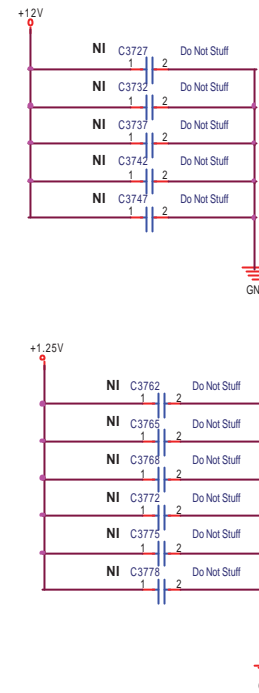 +12V
NI C3727 Do Not Stuff
1 2
NI C3732 Do Not Stuff
1 2
NI C3737 Do Not Stuff
1 2
NI C3742 Do Not Stuff
1 2
NI C3747 Do Not Stuff
1 2
GN
+1.25V
NI C3762 Do Not Stuff
1 2
NI C3765 Do Not Stuff
1 2
NI C3768 Do Not Stuff
1 2
NI C3772 Do Not Stuff
1 2
NI C3775 Do Not Stuff
1 2
NI C3778 Do Not Stuff
1 2